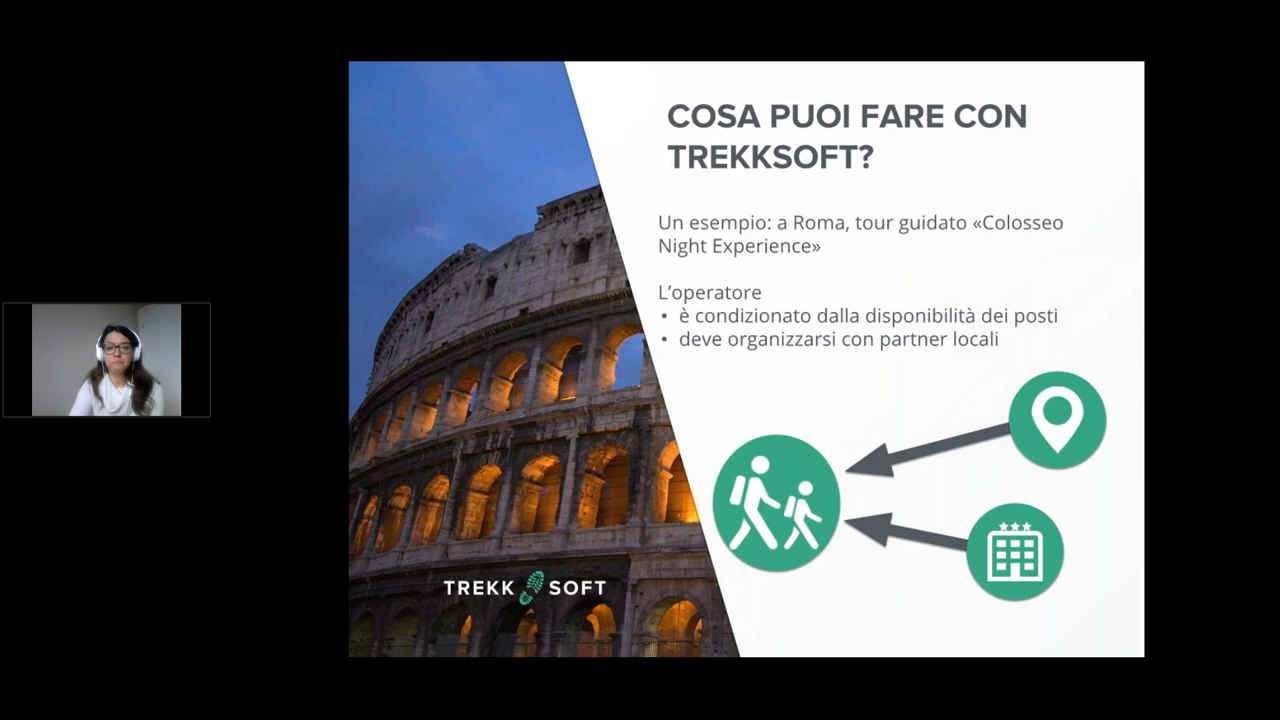 COSA PUOI FARE CON
TREKKSOFT?
Un esempio: a Roma, tour guidato «Colosseo
Night Experience»
L’operatore
• è condizionato dalla disponibilità dei posti
• deve organizzarsi con partner locali
TREKK SOFT